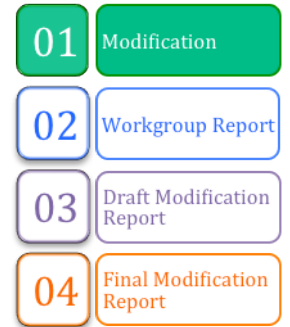 01 Modification
02 Workgroup Report
03 Draft Modification
Report
04 Final Modification
Report